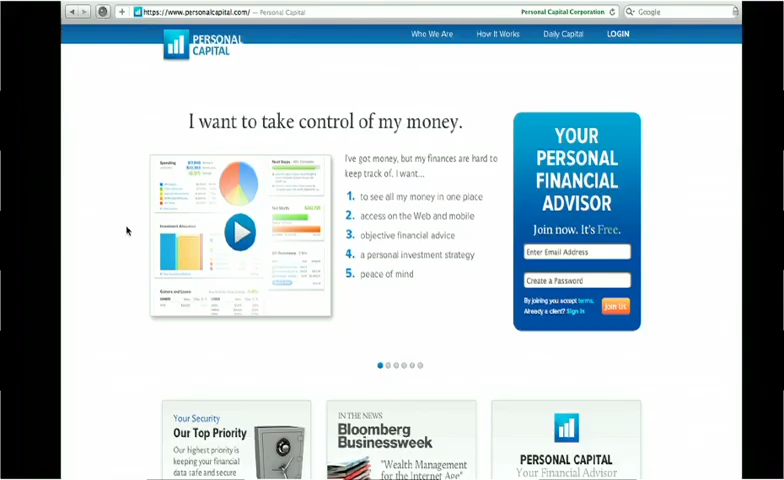 https://www.personalcapital.com/ — Personal Capital
Personal Capital Corporation
Google
PERSONAL
CAPITAL
Who We Are
How It Works
Daily Capital
LOGIN
I want to take control of my money.
Spending
Investment Allocation
I've got money, but my finances are hard to
keep track of. I want...
1. to see all my money in one place
2. access on the Web and mobile
3. objective financial advice
4. a personal investment strategy
5. peace of mind
YOUR
PERSONAL
FINANCIAL
ADVISOR
Join now. It's Free.
Enter Email Address
Create a Password
By joining you accept terms.
Already a client? Sign in
Join Us
Your Security
Our Top Priority
Our highest priority is
keeping your financial
data safe and secure
IN THE NEWS
Bloomberg
Businessweek
"Wealth Management
for the Internet Age"
PERSONAL CAPITAL
Your Financial Advisor